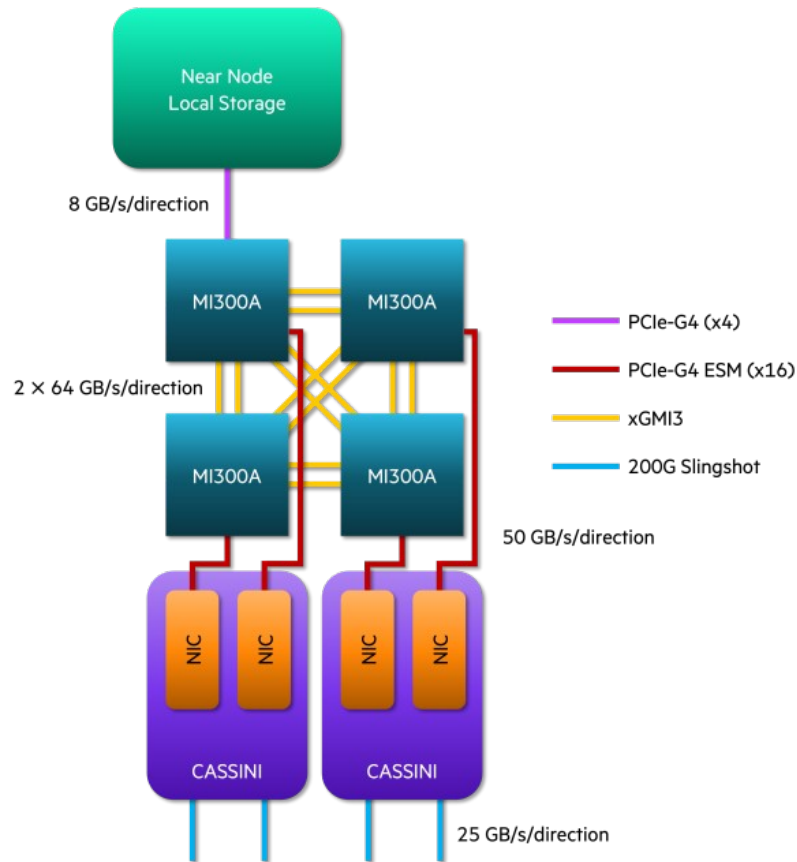 Near Node
Local Storage
8 GB/s/direction
MI300A
MI300A
PCIe-G4 (x4)
PCIe-G4 ESM (x16)
2 × 64 GB/s/direction
xGMI3
MI300A
MI300A
200G Slingshot
50 GB/s/direction
NIC
NIC
NIC
NIC
CASSINI
CASSINI
25 GB/s/direction